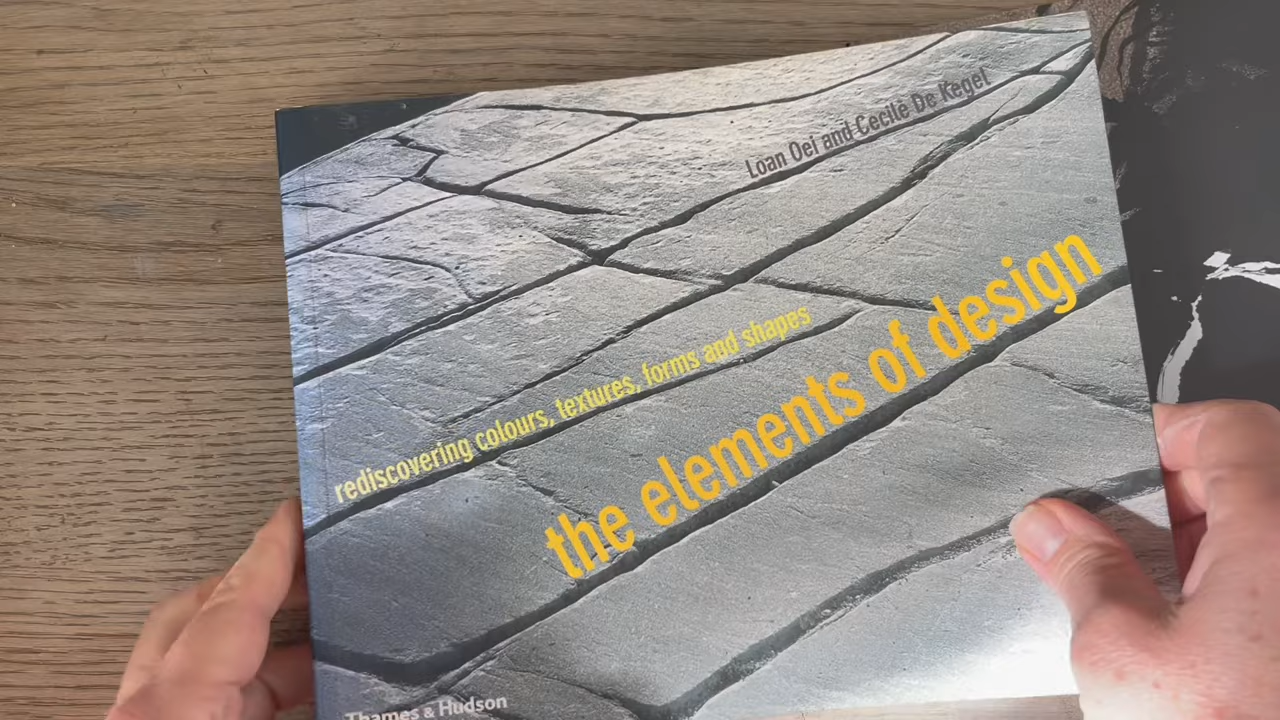 Loan Oei and Cecile De Kegel
rediscovering colours, textures, forms and shapes
the elements of design
Thames & Hudson